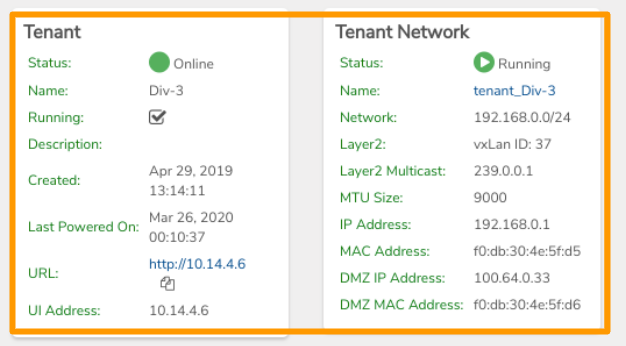 Tenant
Status: Online
Name: Div-3
Running:
Description:
Created: Apr 29, 2019
13:14:11
Last Powered On: Mar 26, 2020
00:10:37
URL: http://10.14.4.6
UI Address: 10.14.4.6
Tenant Network
Status: Running
Name: tenant_Div-3
Network: 192.168.0.0/24
Layer2: vxLan ID: 37
Layer2 Multicast: 239.0.0.1
MTU Size: 9000
IP Address: 192.168.0.1
MAC Address: f0:db:30:4e:5f:d5
DMZ IP Address: 100.64.0.33
DMZ MAC Address: f0:db:30:4e:5f:d6